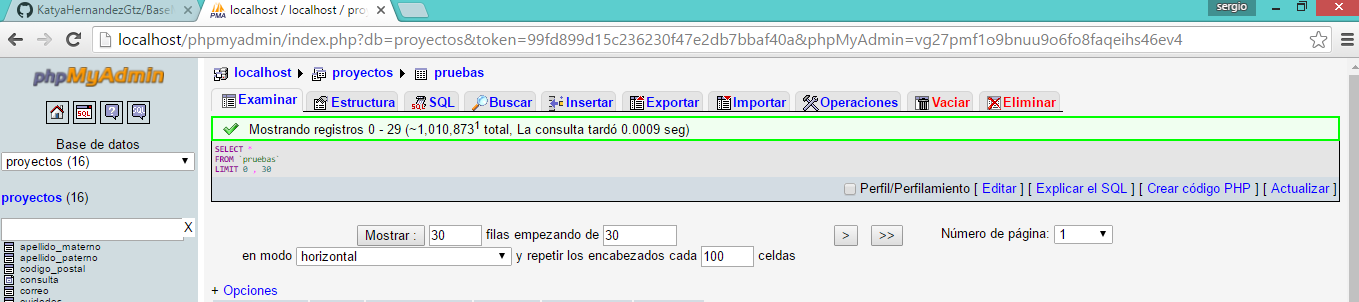 KatyaHernandezGtz/BaseI
localhost / localhost / pro
sergio
localhost/phpmyadmin/index.php?db=proyectos&token=99fd899d15c236230f47e2db7bbaf40a&phpMyAdmin=vg27pmf1o9bnuu9o6fo8faqeihs46ev4
phpMyAdmin
SQL
Base de datos
proyectos (16)
proyectos (16)
X
apellido_materno
apellido_paterno
codigo_postal
consulta
correo
cuidades
localhost proyectos pruebas
Examinar Estructura SQL Buscar Insertar Exportar Importar Operaciones Vaciar Eliminar
Mostrando registros 0 - 29 (~1,010,873¹ total, La consulta tardó 0.0009 seg)
SELECT *
FROM `pruebas`
LIMIT 0 , 30
Perfil/Perfilamiento [ Editar ] [ Explicar el SQL ] [ Crear código PHP ] [ Actualizar ]
Mostrar : 30 filas empezando de 30 > >> Número de página: 1
en modo horizontal y repetir los encabezados cada 100 celdas
+ Opciones